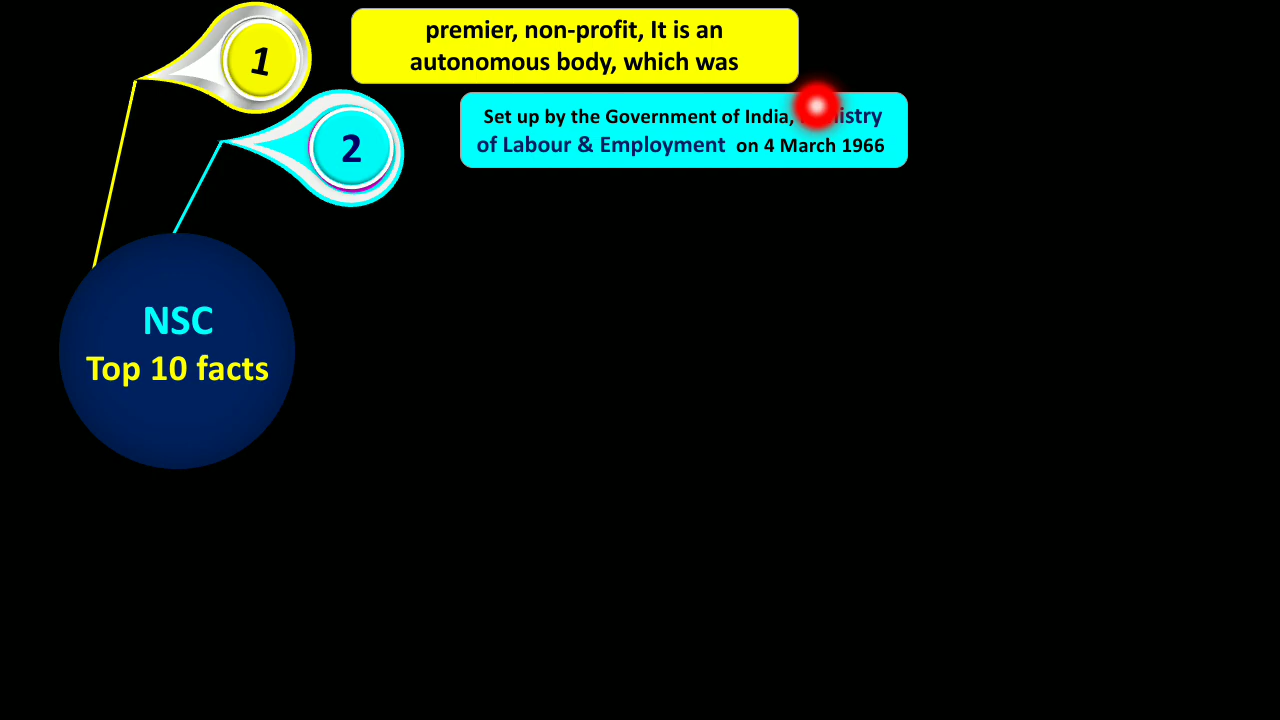 1
premier, non-profit, It is an
autonomous body, which was
2
Set up by the Government of India, istry
of Labour & Employment on 4 March 1966
NSC
Top 10 facts